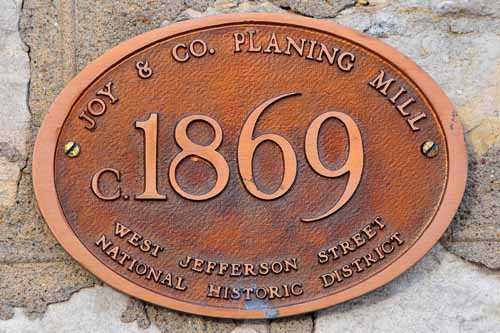 JOY & CO. PLANING MILL
C. 1869
WEST JEFFERSON STREET
NATIONAL HISTORIC DISTRICT